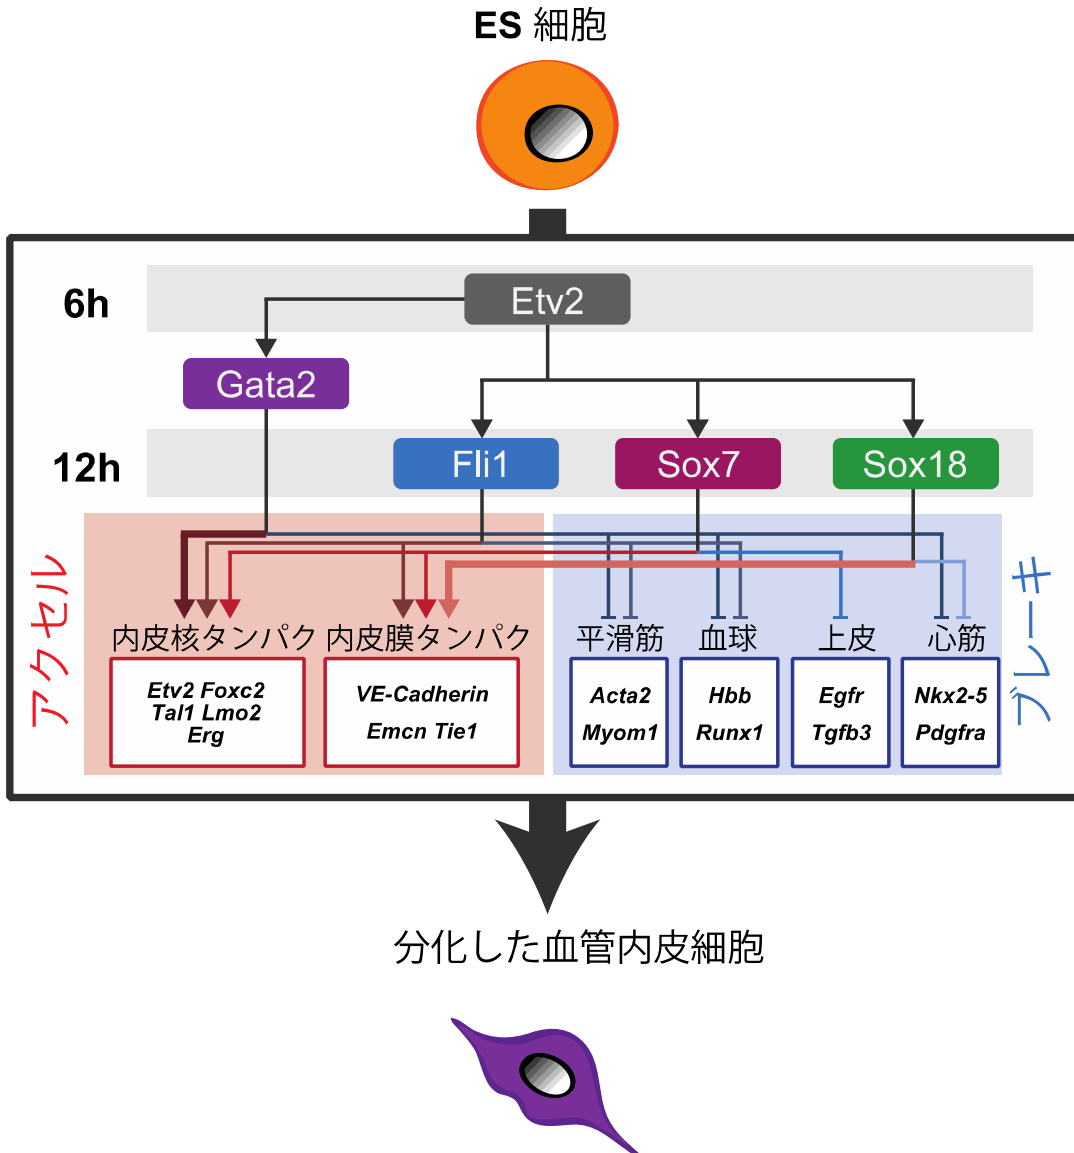 ES 細胞
6h
Etv2
Gata2
12h
Fli1
Sox7
Sox18
アクセル
ブレーキ
内皮核タンパク
内皮膜タンパク
平滑筋
血球
上皮
心筋
Etv2 Foxc2
Tal1 Lmo2
Erg
VE-Cadherin
Emcn Tie1
Acta2
Myom1
Hbb
Runx1
Egfr
Tgfb3
Nkx2-5
Pdgfra
分化した血管内皮細胞